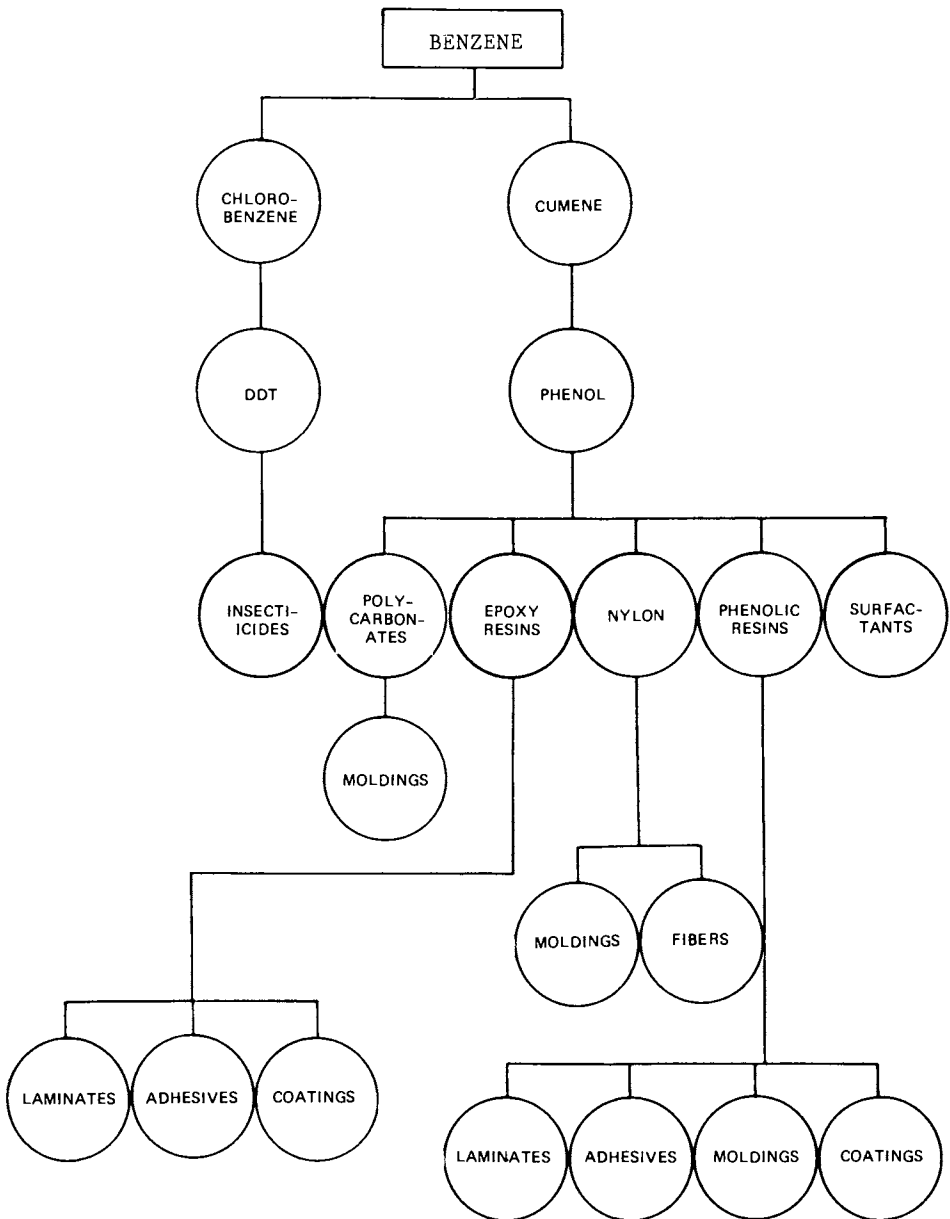 BENZENE
CHLORO-
BENZENE
CUMENE
DDT
PHENOL
INSECTI-
ICIDES
POLY-
CARBON-
ATES
EPOXY
RESINS
NYLON
PHENOLIC
RESINS
SURFAC-
TANTS
MOLDINGS
MOLDINGS
FIBERS
LAMINATES
ADHESIVES
COATINGS
LAMINATES
ADHESIVES
MOLDINGS
COATINGS